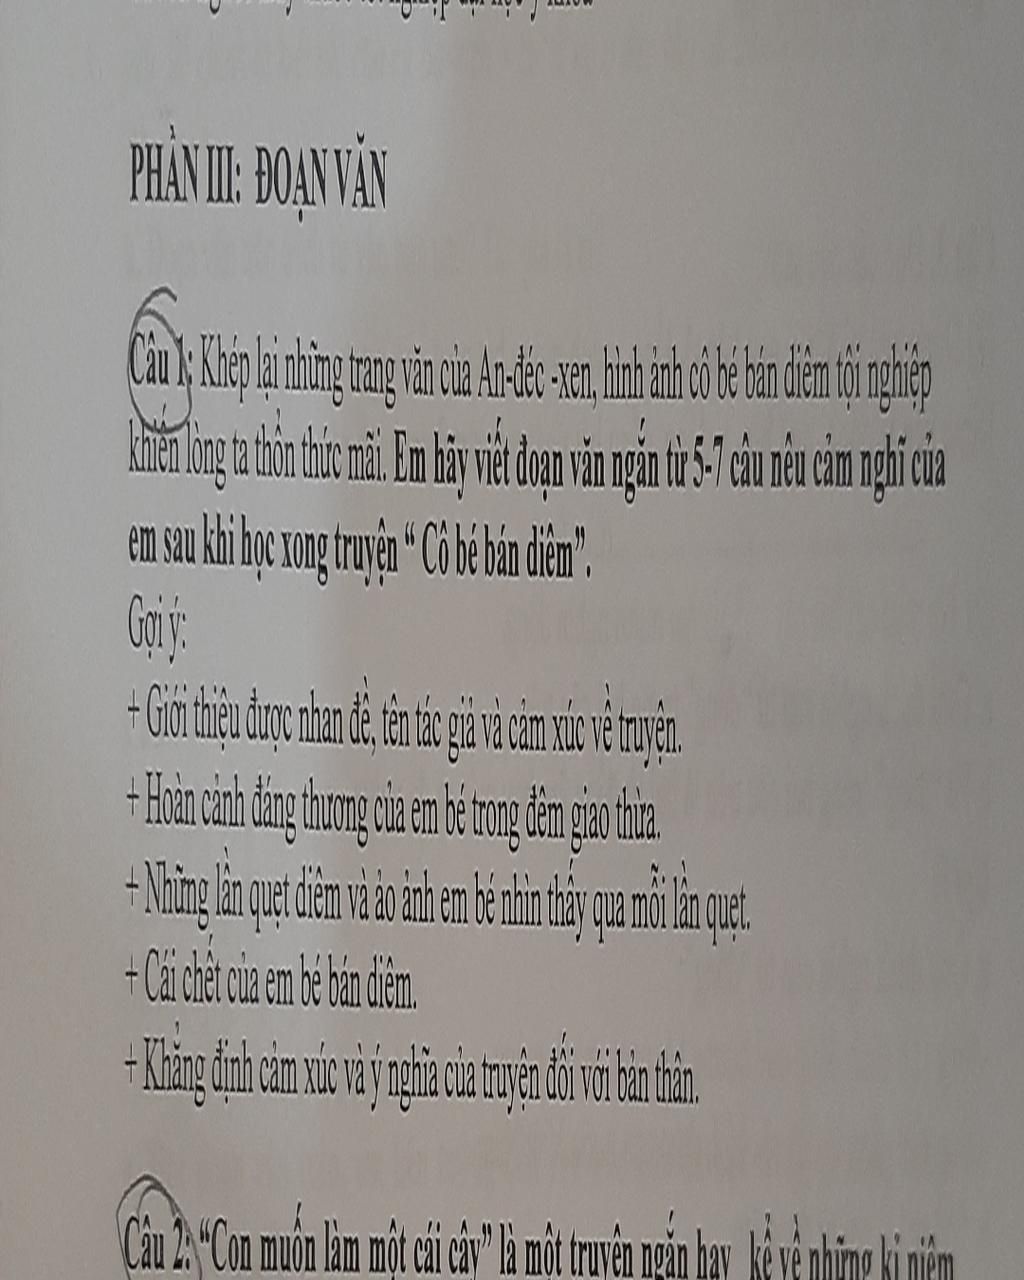 PHẦN III: ĐOẠN VĂN
Câu 1: Khép lại những trang văn của An-đéc -xen, hình ảnh cô bé bán diêm tội nghiệp
khiến lòng ta thổn thức mãi. Em hãy viết đoạn văn ngắn từ 5-7 câu nêu cảm nghĩ của
em sau khi học xong truyện “ Cô bé bán diêm”.
Gợi ý:
+ Giới thiệu được nhan đề, tên tác giả và cảm xúc về truyện.
+ Hoàn cảnh đáng thương của em bé trong đêm giao thừa.
+ Những lần quẹt diêm và ảo ảnh em bé nhìn thấy qua mỗi lần quẹt.
+ Cái chết của em bé bán diêm.
+ Khẳng định cảm xúc và ý nghĩa của truyện đối với bản thân.
Câu 2: “Con muốn làm một cái cây” là một truyện ngắn hay kể về những kỉ niệm